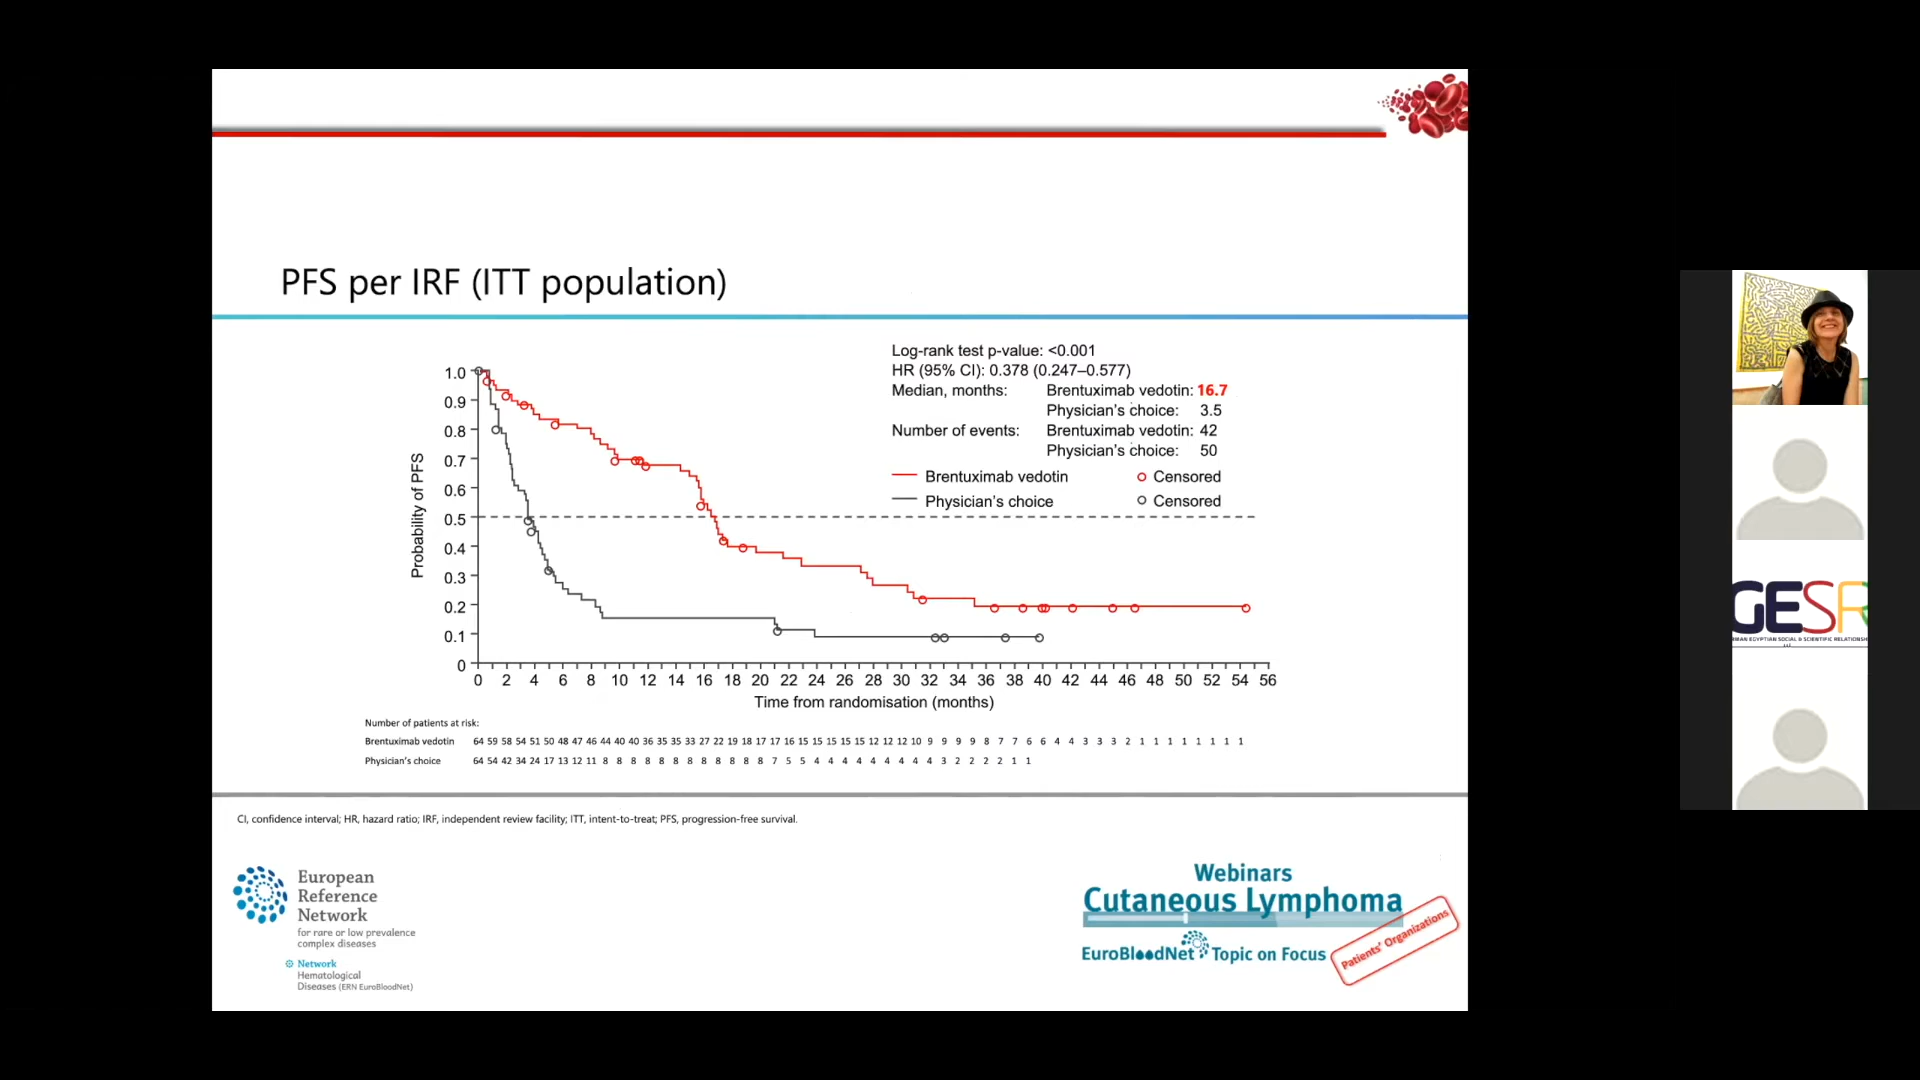 PFS per IRF (ITT population)
Log-rank test p-value: <0.001
HR (95% CI): 0.378 (0.247–0.577)
Median, months: Brentuximab vedotin: 16.7
Physician's choice: 3.5
Number of events: Brentuximab vedotin: 42
Physician's choice: 50
Brentuximab vedotin Censored
Physician's choice Censored
Probability of PFS
1.0
0.9
0.8
0.7
0.6
0.5
0.4
0.3
0.2
0.1
0
0 2 4 6 8 10 12 14 16 18 20 22 24 26 28 30 32 34 36 38 40 42 44 46 48 50 52 54 56
Time from randomisation (months)
Number of patients at risk:
Brentuximab vedotin 64 59 58 54 51 50 48 47 46 44 40 40 36 35 35 33 27 22 19 18 17 17 16 15 15 15 15 15 12 12 12 10 9 9 9 9 8 7 7 6 6 4 4 3 3 3 2 1 1 1 1 1 1 1 1
Physician's choice 64 54 42 34 24 17 13 12 11 8 8 8 8 8 8 8 8 8 8 8 8 7 5 5 4 4 4 4 4 4 4 4 4 3 2 2 2 2 1 1
CI, confidence interval; HR, hazard ratio; IRF, independent review facility; ITT, intent-to-treat; PFS, progression-free survival.
European
Reference
Network
for rare or low prevalence
complex diseases
Network
Hematological
Diseases (ERN EuroBloodNet)
Webinars
Cutaneous Lymphoma
EuroBloodNet Topic on Focus
Patients' Organizations
GESR
EGYPTIAN SOCIAL & SCIENTIFIC